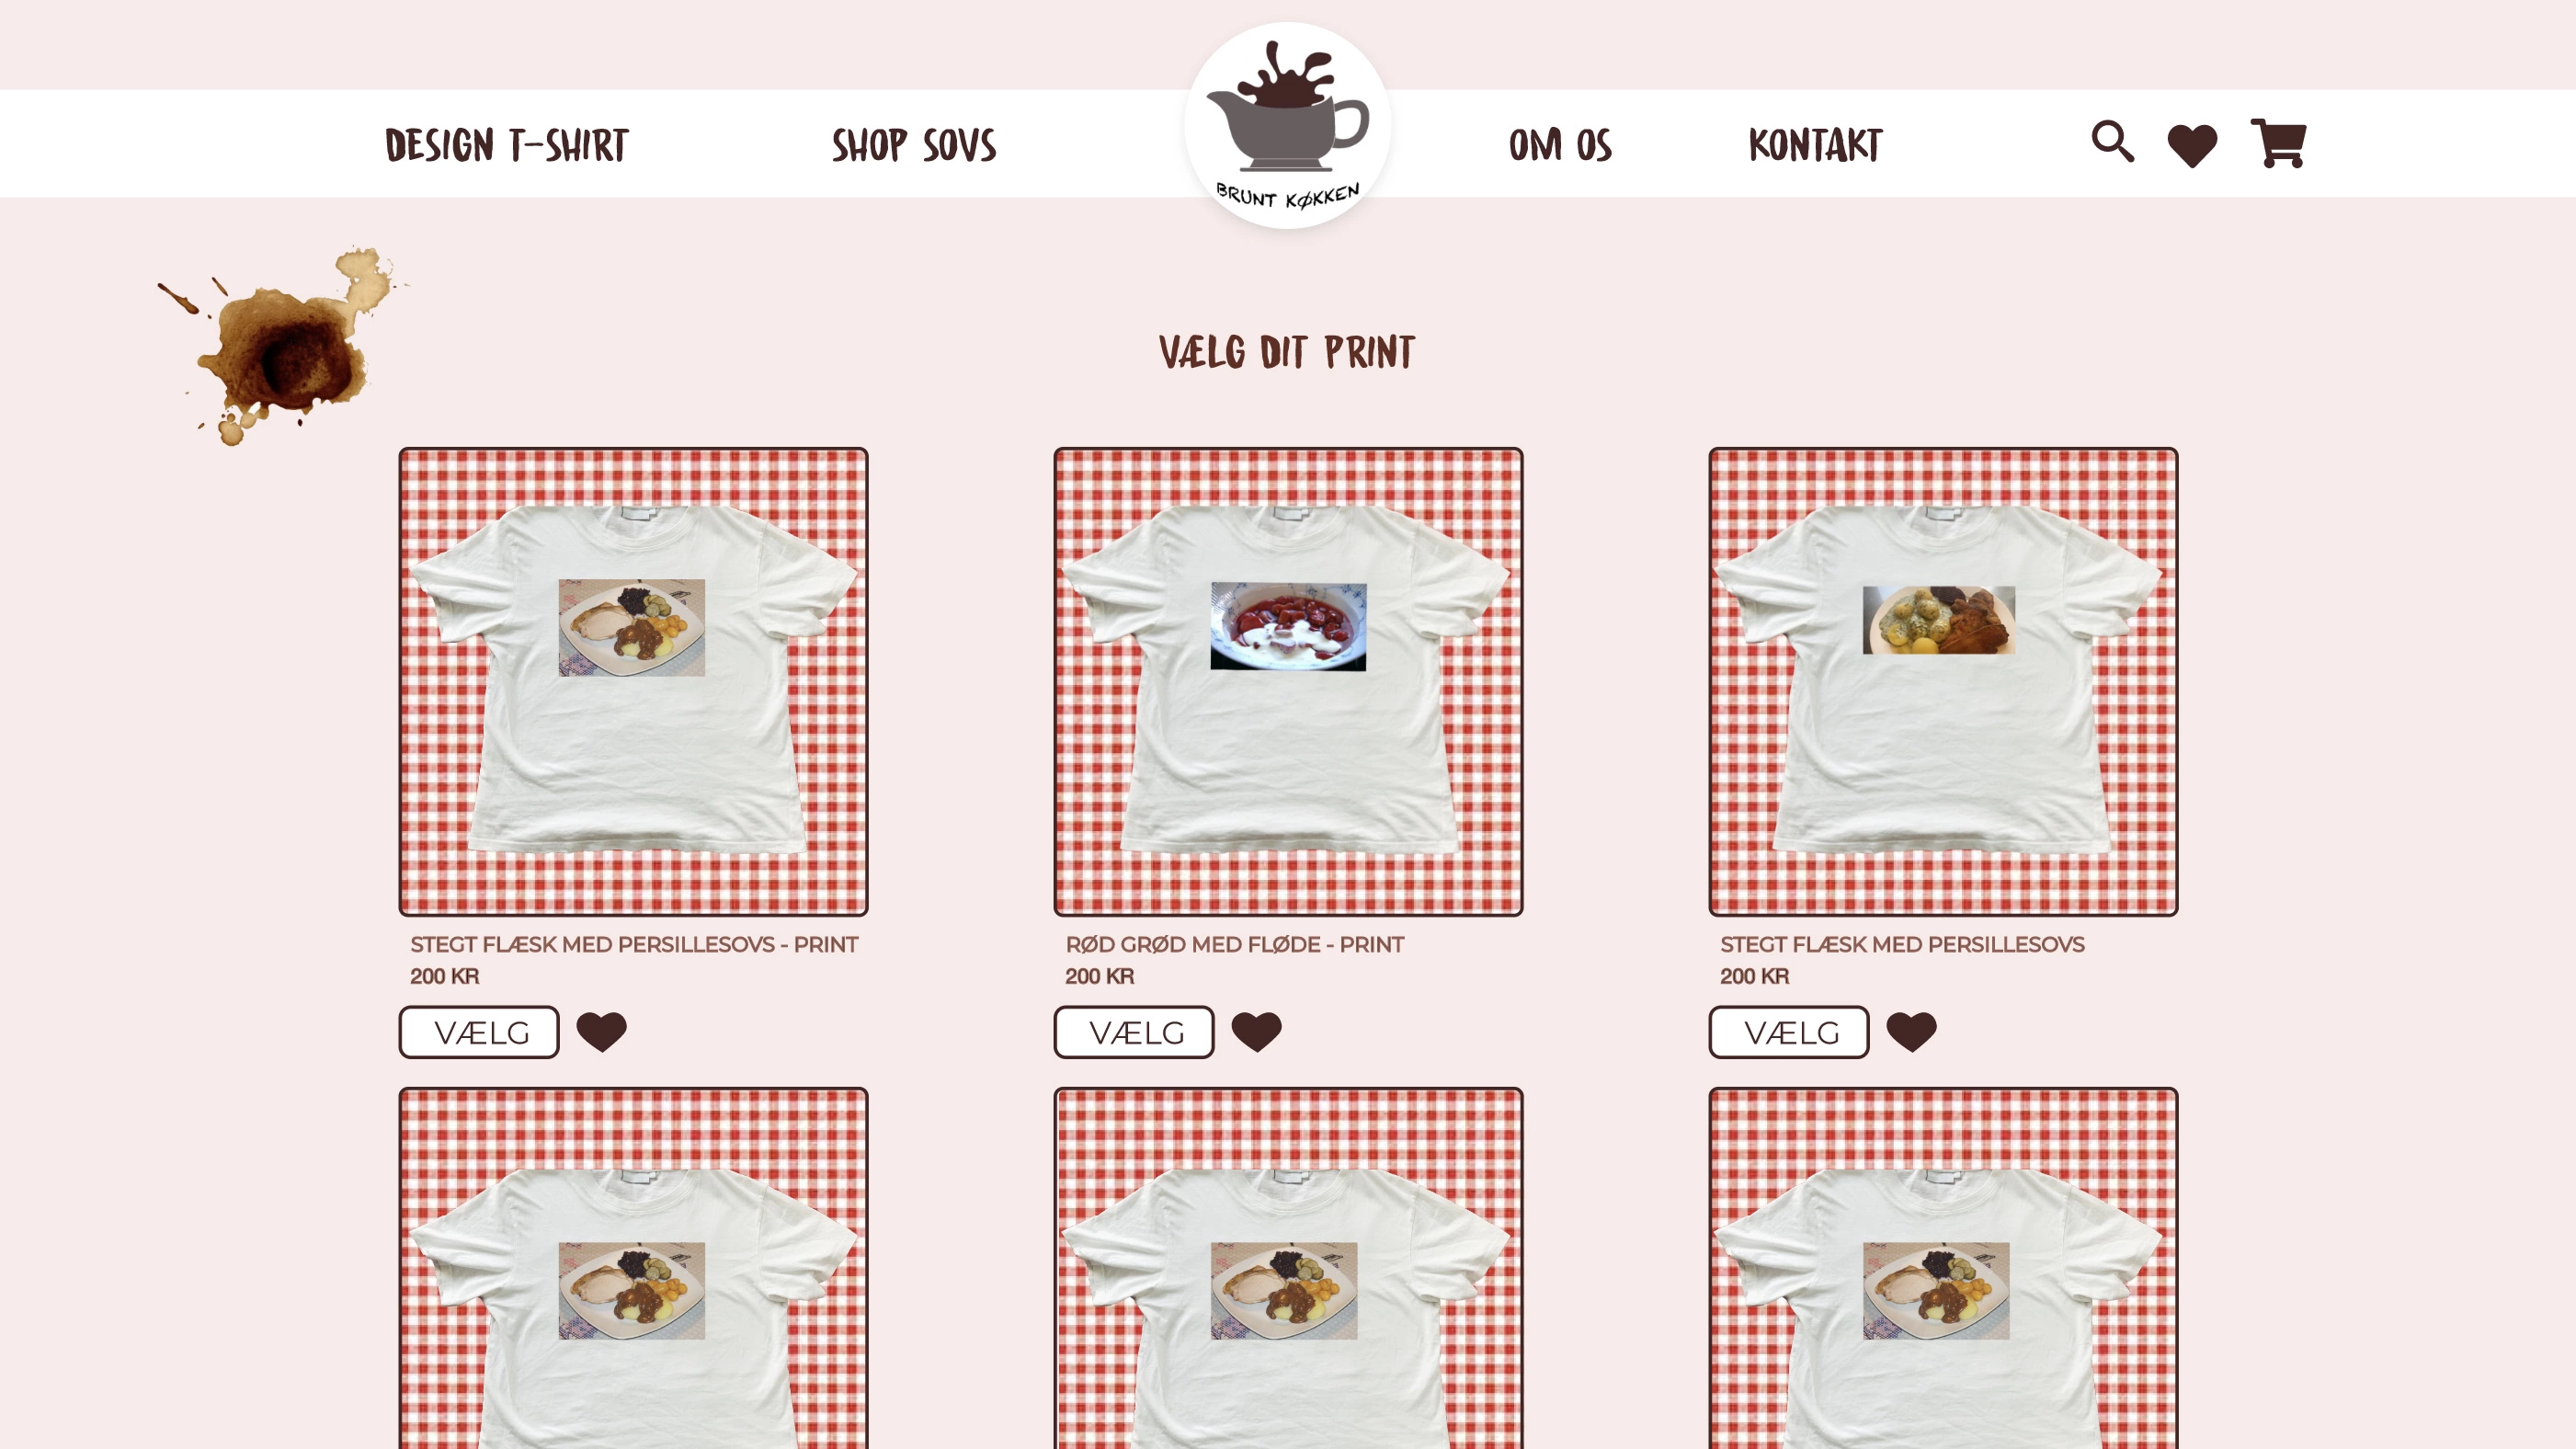 DESIGN T-SHIRT
SHOP SOVS
BRUNT KØKKEN
OM OS
KONTAKT
VÆLG DIT PRINT
STEGT FLÆSK MED PERSILLESOVS - PRINT
200 KR
VÆLG
RØD GRØD MED FLØDE - PRINT
200 KR
VÆLG
STEGT FLÆSK MED PERSILLESOVS
200 KR
VÆLG